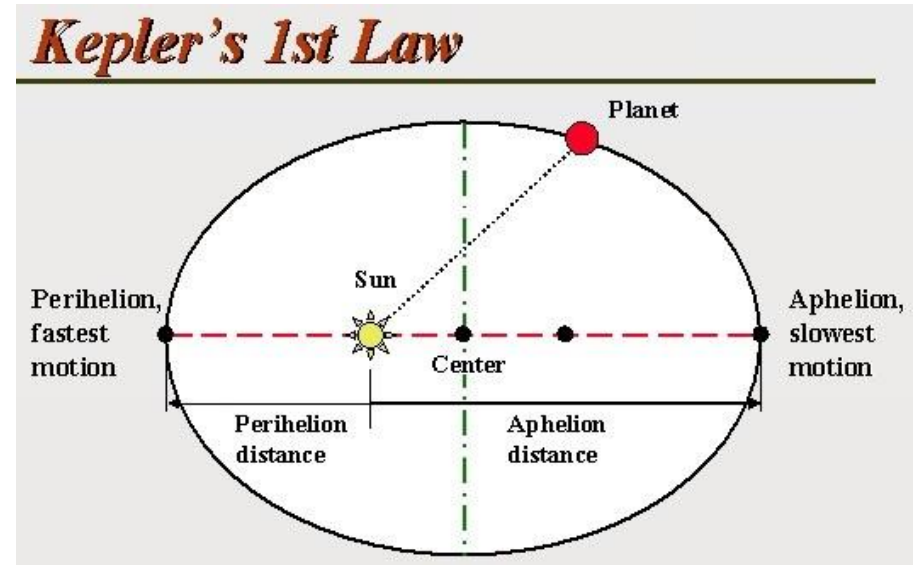 Kepler's 1st Law
Planet
Sun
Perihelion,
fastest
motion
Aphelion,
slowest
motion
Center
Perihelion
distance
Aphelion
distance